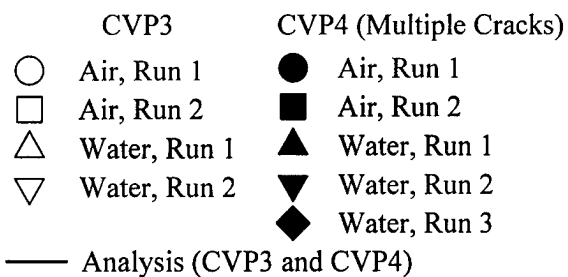 CVP3 CVP4 (Multiple Cracks)
Air, Run 1 Air, Run 1
Air, Run 2 Air, Run 2
Water, Run 1 Water, Run 1
Water, Run 2 Water, Run 2
Water, Run 3
Analysis (CVP3 and CVP4)